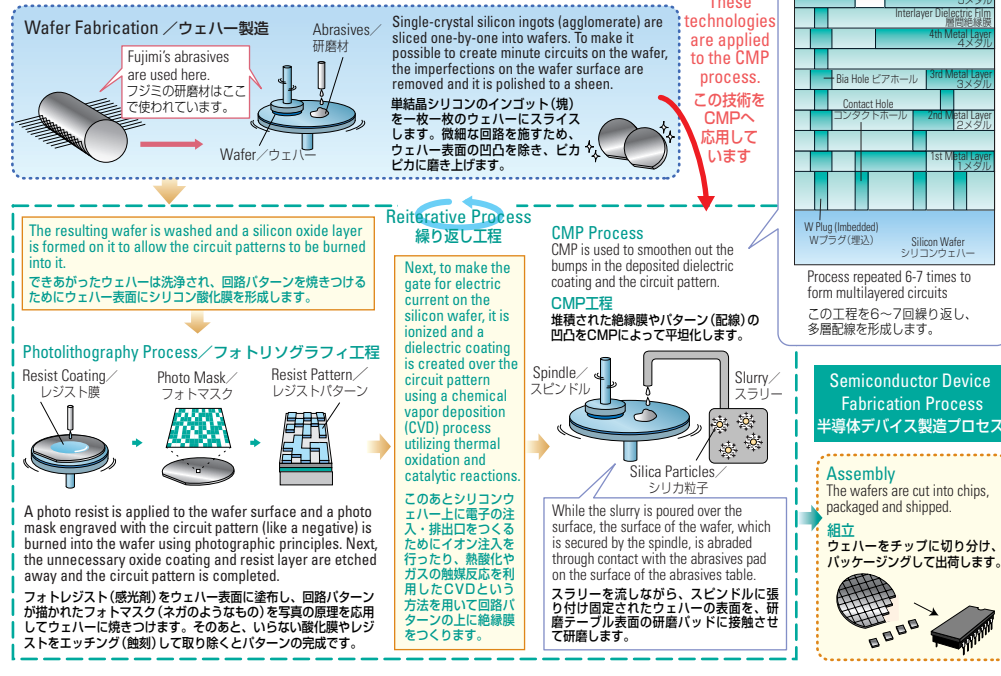 Wafer Fabrication／ウェハー製造
Fujimi's abrasives
are used here.
フジミの研磨材はここ
で使われています。
Abrasives／
研磨材
Wafer／ウェハー
Single-crystal silicon ingots (agglomerate) are
sliced one-by-one into wafers. To make it
possible to create minute circuits on the wafer,
the imperfections on the wafer surface are
removed and it is polished to a sheen.
単結晶シリコンのインゴット（塊）
を一枚一枚のウェハーにスライス
します。微細な回路を施すため、
ウェハー表面の凹凸を除き、ピカ
ピカに磨き上げます。
These
technologies
are applied
to the CMP
process.
この技術を
CMPへ
応用して
います
3メタル
Interlayer Dielectric Film
層間絶縁膜
4th Metal Layer
4メタル
Bia Hole ビアホール
3rd Metal Layer
3メタル
Contact Hole
コンタクトホール
2nd Metal Layer
2メタル
1st Metal Layer
1メタル
W Plug (Imbedded)
Wプラグ（埋込）
Silicon Wafer
シリコンウェハー
Process repeated 6-7 times to
form multilayered circuits
この工程を6～7回繰り返し、
多層配線を形成します。
The resulting wafer is washed and a silicon oxide layer
is formed on it to allow the circuit patterns to be burned
into it.
できあがったウェハーは洗浄され、回路パターンを焼きつける
ためにウェハー表面にシリコン酸化膜を形成します。
Photolithography Process／フォトリソグラフィ工程
Resist Coating／
レジスト膜
Photo Mask／
フォトマスク
Resist Pattern／
レジストパターン
A photo resist is applied to the wafer surface and a photo
mask engraved with the circuit pattern (like a negative) is
burned into the wafer using photographic principles. Next,
the unnecessary oxide coating and resist layer are etched
away and the circuit pattern is completed.
フォトレジスト（感光剤）をウェハー表面に塗布し、回路パターン
が描かれたフォトマスク（ネガのようなもの）を写真の原理を応用
してウェハーに焼きつけます。そのあと、いらない酸化膜やレジ
ストをエッチング（蝕刻）して取り除くとパターンの完成です。
Reiterative Process
繰り返し工程
Next, to make the
gate for electric
current on the
silicon wafer, it is
ionized and a
dielectric coating
is created over the
circuit pattern
using a chemical
vapor deposition
(CVD) process
utilizing thermal
oxidation and
catalytic reactions.
このあとシリコンウ
ェハー上に電子の注
入・排出口をつくる
ためにイオン注入を
行ったり、熱酸化や
ガスの触媒反応を利
用したCVDという
方法を用いて回路パ
ターンの上に絶縁膜
をつくります。
CMP Process
CMP is used to smoothen out the
bumps in the deposited dielectric
coating and the circuit pattern.
CMP工程
堆積された絶縁膜やパターン（配線）の
凹凸をCMPによって平坦化します。
Spindle／
スピンドル
Slurry／
スラリー
Silica Particles／
シリカ粒子
While the slurry is poured over the
surface, the surface of the wafer, which
is secured by the spindle, is abraded
through contact with the abrasives pad
on the surface of the abrasives table.
スラリーを流しながら、スピンドルに張
り付け固定されたウェハーの表面を、研
磨テーブル表面の研磨パッドに接触させ
て研磨します。
Semiconductor Device
Fabrication Process
半導体デバイス製造プロセス
Assembly
The wafers are cut into chips,
packaged and shipped.
組立
ウェハーをチップに切り分け、
パッケージングして出荷します。